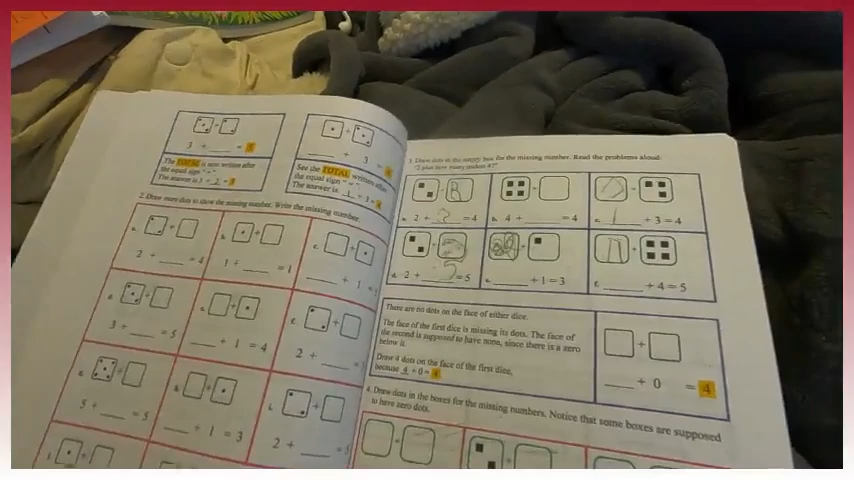 3 + ___ = 5
The TOTAL is now written after
the equal sign "=".
The answer is 3 + 2 = 5
___ + 3 = 4
See the TOTAL written after
the equal sign "=".
The answer is 1 + 3 = 4
2. Draw more dots to show the missing number. Write the missing number.
a. 2 + ___ = 4
b. 1 + ___ = 1
c. ___ + 1 =
d. 3 + ___ = 5
e. ___ + 1 = 4
f. 2 + ___ =
g. 5 + ___ = 5
h. ___ + 1 = 3
i. 2 + ___ = 5
3. Draw dots in the empty box for the missing number. Read the problems aloud:
"2 plus how many makes 4?"
a. 2 + 2 = 4
b. 4 + ___ = 4
c. 1 + 3 = 4
d. 2 + 5 = 5
e. ___ + 1 = 3
f. ___ + 4 = 5
There are no dots on the face of either dice.
The face of the first dice is missing its dots. The face of
the second is supposed to have none, since there is a zero
below it.
Draw 4 dots on the face of the first dice,
because 4 + 0 = 4
___ + 0 = 4
4. Draw dots in the boxes for the missing numbers. Notice that some boxes are supposed
to have zero dots.